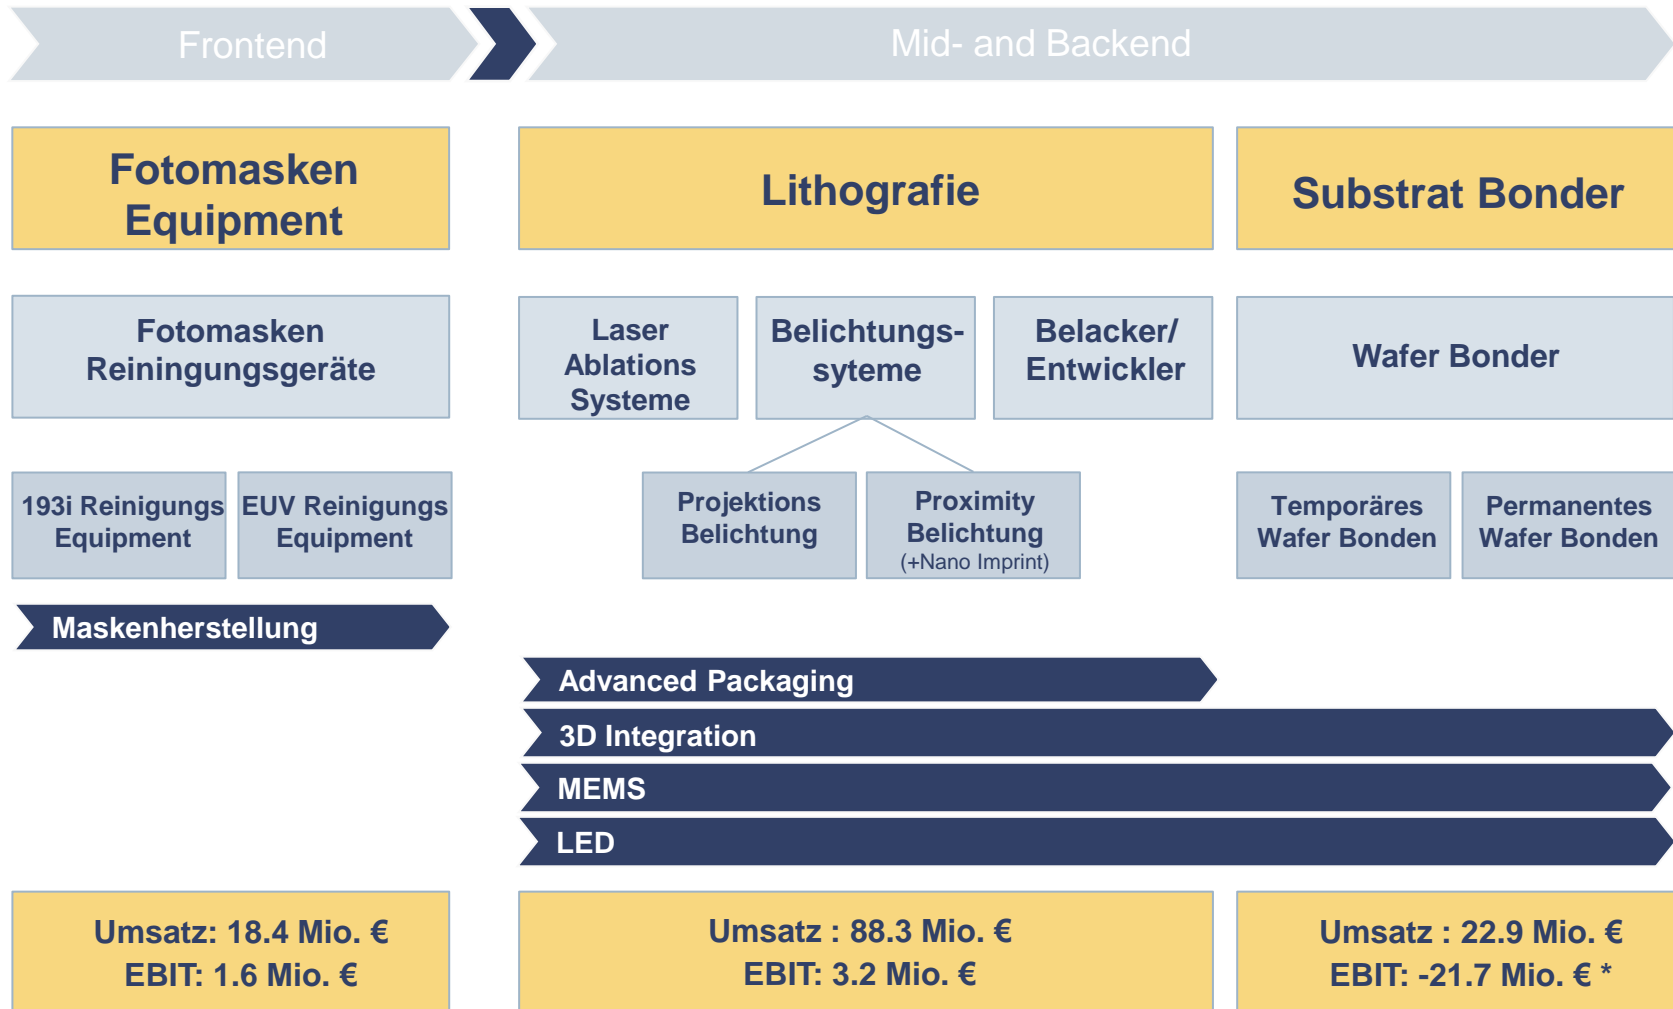 Frontend
Mid- and Backend
Fotomasken
Equipment
Lithografie
Substrat Bonder
Fotomasken
Reiningungsgeräte
Laser
Ablations
Systeme
Belichtungs-
syteme
Belacker/
Entwickler
Wafer Bonder
193i Reinigungs
Equipment
EUV Reinigungs
Equipment
Projektions
Belichtung
Proximity
Belichtung
(+Nano Imprint)
Temporäres
Wafer Bonden
Permanentes
Wafer Bonden
Maskenherstellung
Advanced Packaging
3D Integration
MEMS
LED
Umsatz: 18.4 Mio. €
EBIT: 1.6 Mio. €
Umsatz : 88.3 Mio. €
EBIT: 3.2 Mio. €
Umsatz : 22.9 Mio. €
EBIT: -21.7 Mio. € *